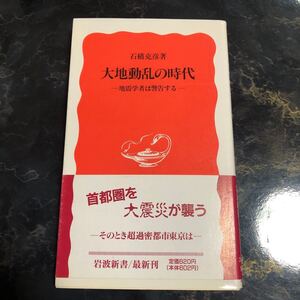 石橋克彦著
大地動乱の時代
―地震学者は警告する―
首都圏を
大震災が襲う
―そのとき超過密都市東京は―
岩波新書/最新刊
定価620円
(本体602円)